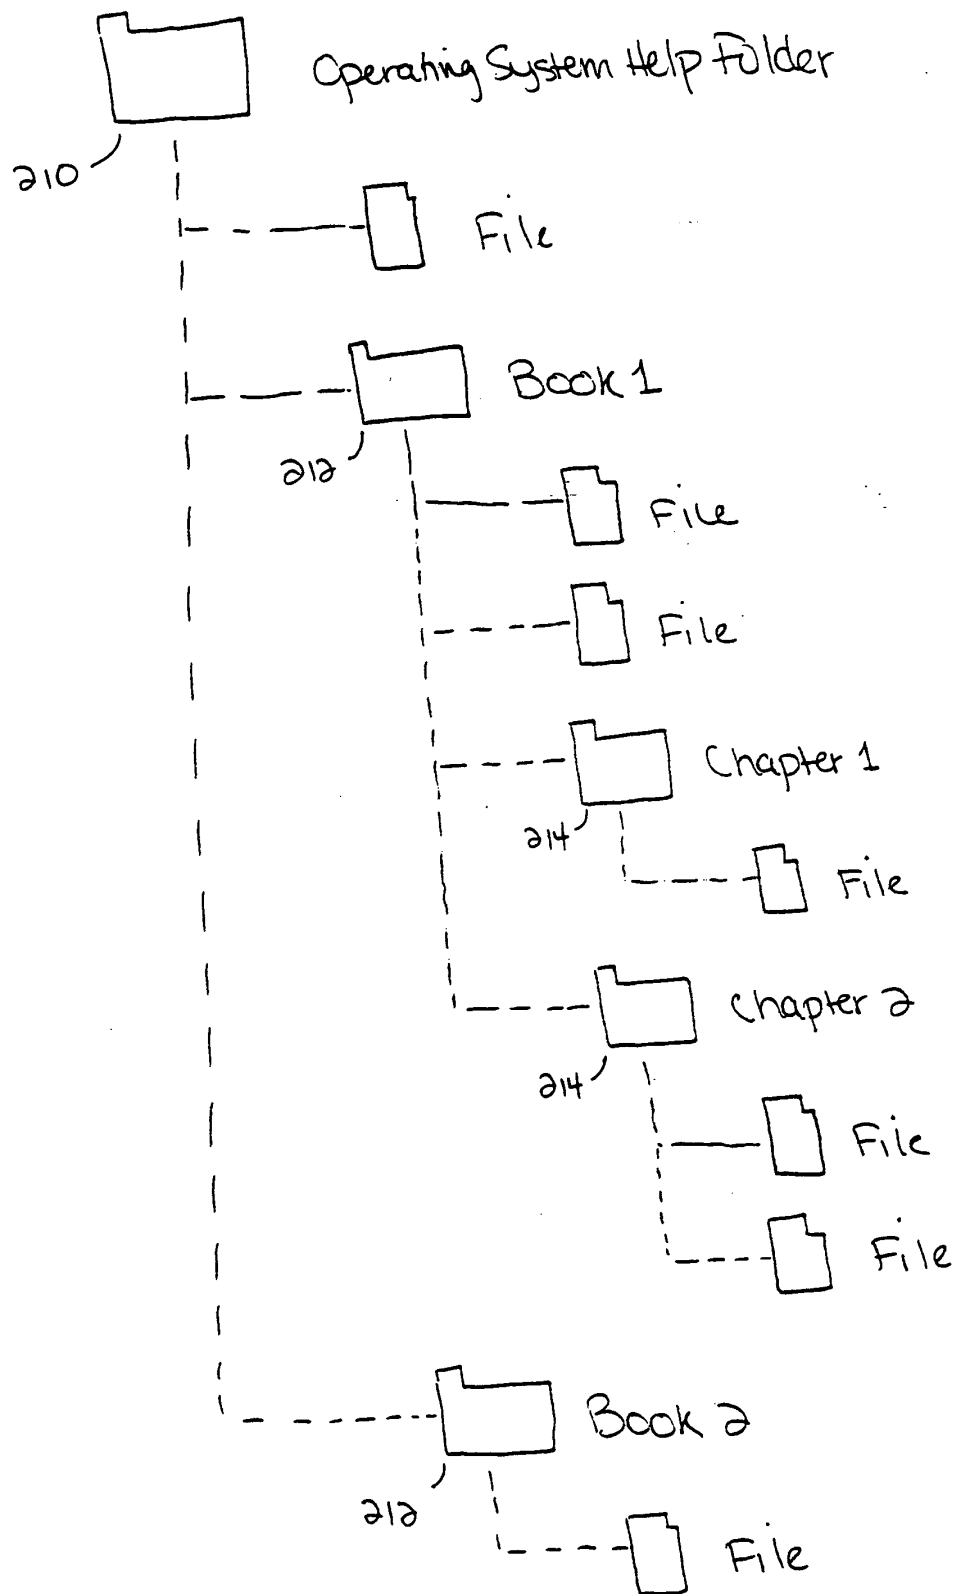 Operating System Help Folder
210
File
Book 1
212
File
File
Chapter 1
214
File
Chapter 2
214
File
File
Book 2
212
File